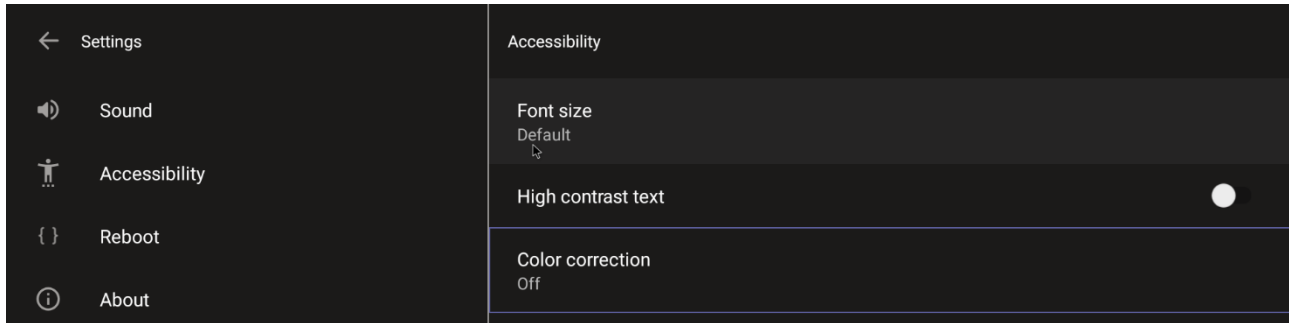 Settings
Sound
Accessibility
Reboot
About
Accessibility
Font size
Default
High contrast text
Color correction
Off